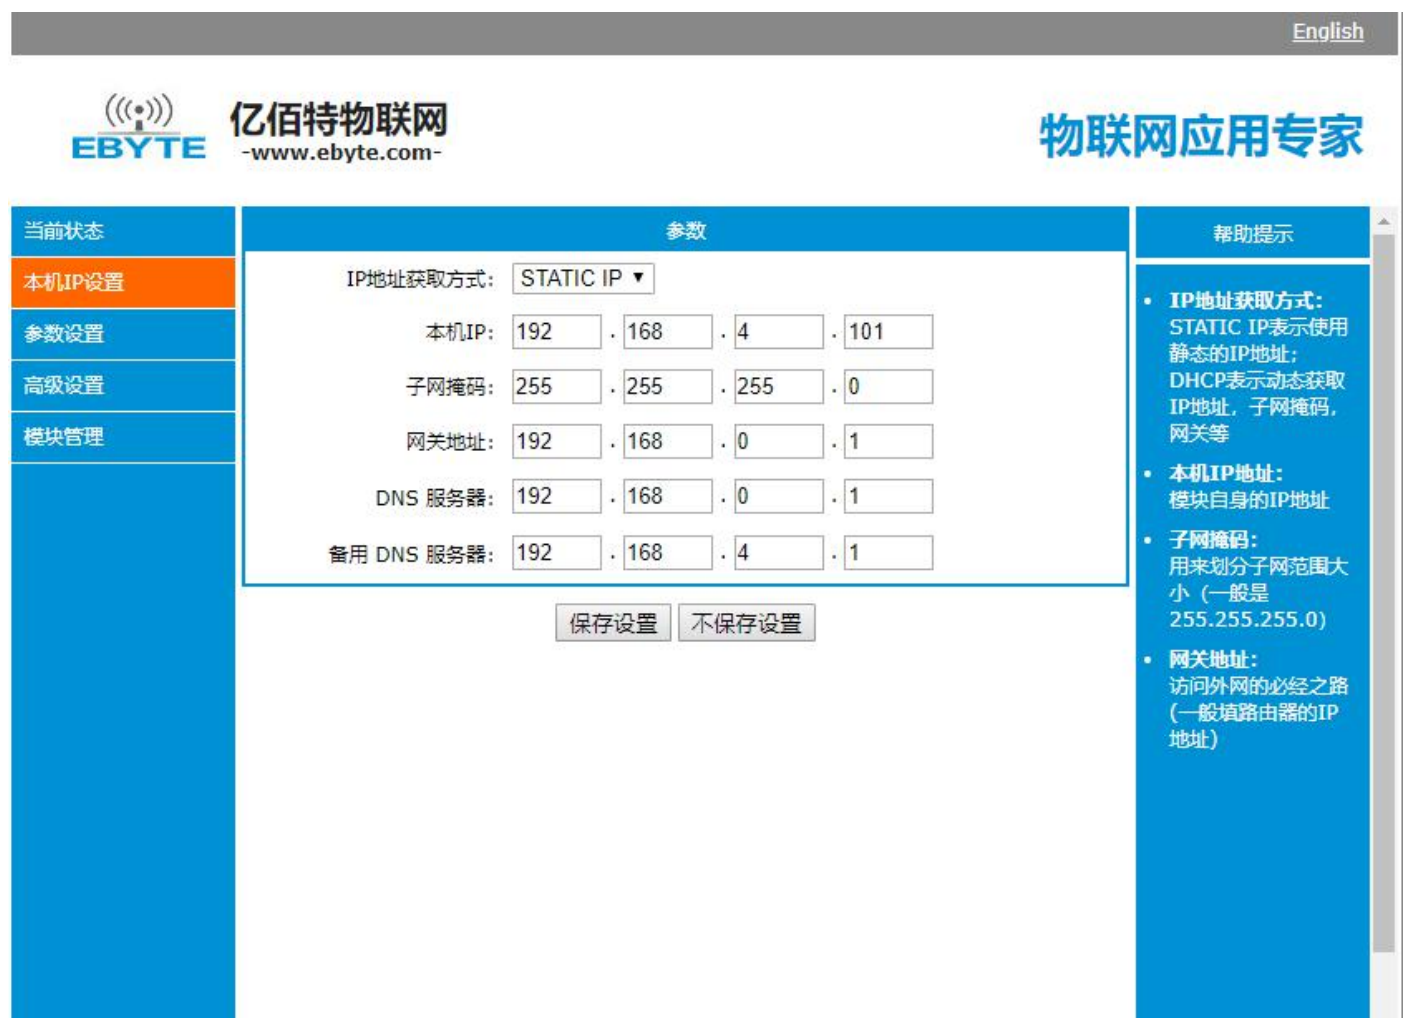 English
EBYTE
亿佰特物联网
-www.ebyte.com-
物联网应用专家
当前状态
本机IP设置
参数设置
高级设置
模块管理
参数
IP地址获取方式: STATIC IP ▼
本机IP: 192 . 168 . 4 . 101
子网掩码: 255 . 255 . 255 . 0
网关地址: 192 . 168 . 0 . 1
DNS 服务器: 192 . 168 . 0 . 1
备用 DNS 服务器: 192 . 168 . 4 . 1
保存设置 不保存设置
帮助提示
• IP地址获取方式:
STATIC IP表示使用
静态的IP地址;
DHCP表示动态获取
IP地址, 子网掩码,
网关等
• 本机IP地址:
模块自身的IP地址
• 子网掩码:
用来划分子网范围大
小 (一般是
255.255.255.0)
• 网关地址:
访问外网的必经之路
(一般填路由器的IP
地址)